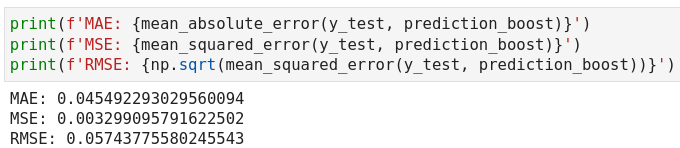 print(f'MAE: {mean_absolute_error(y_test, prediction_boost)}')
print(f'MSE: {mean_squared_error(y_test, prediction_boost)}')
print(f'RMSE: {np.sqrt(mean_squared_error(y_test, prediction_boost))}')
MAE: 0.045492293029560094
MSE: 0.003299095791622502
RMSE: 0.05743775580245543